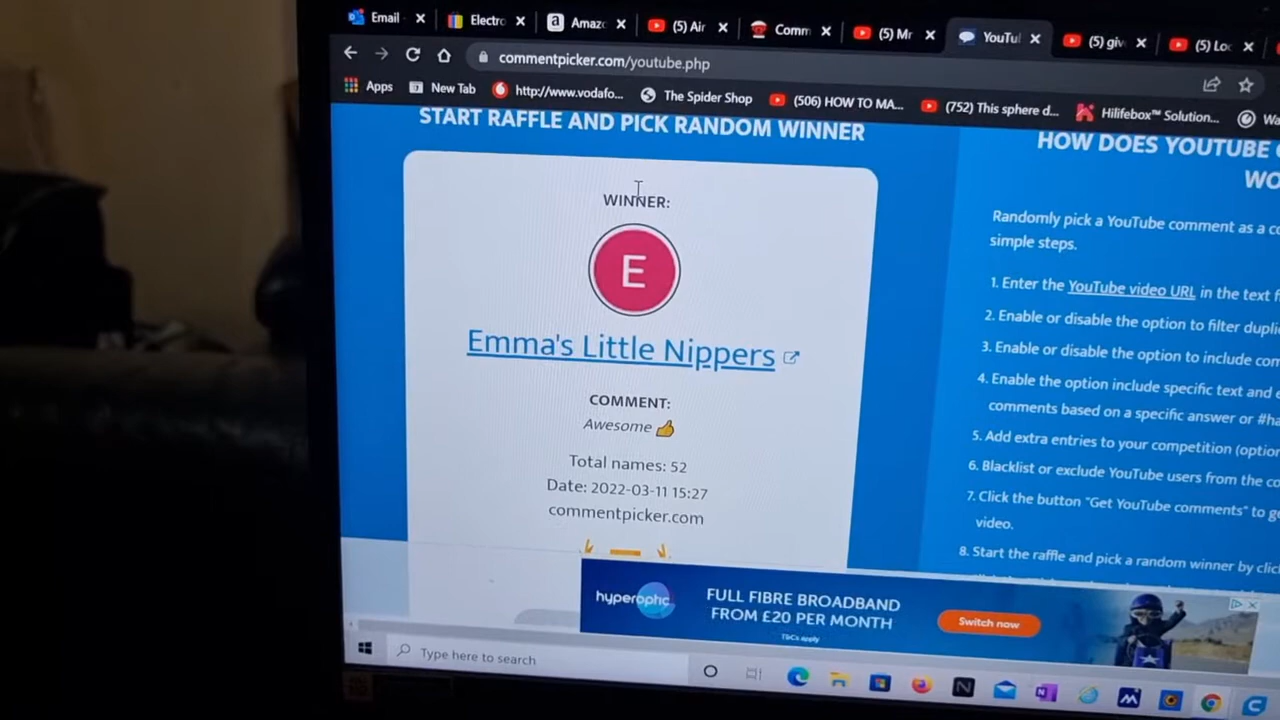 Email
Electro
Amaz
(5) Air
Comm
(5) Mr
YouTul
(5) giv
(5) Loc
commentpicker.com/youtube.php
Apps
New Tab
http://www.vodafo...
The Spider Shop
(506) HOW TO MA...
(752) This sphere d...
Hilifebox™ Solution...
START RAFFLE AND PICK RANDOM WINNER
WINNER:
E
Emma's Little Nippers
COMMENT:
Awesome 👍
Total names: 52
Date: 2022-03-11 15:27
commentpicker.com
HOW DOES YOUTUBE
WO
Randomly pick a YouTube comment as a
simple steps.
1. Enter the YouTube video URL in the text
2. Enable or disable the option to filter dupli
3. Enable or disable the option to include
4. Enable the option include specific text and
comments based on a specific answer or
5. Add extra entries to your competition (option
6. Blacklist or exclude YouTube users from the
7. Click the button "Get YouTube comments" to
video.
8. Start the raffle and pick a random winner by
hyperoptic
FULL FIBRE BROADBAND
FROM £20 PER MONTH
T&Cs apply
Switch now
Type here to search